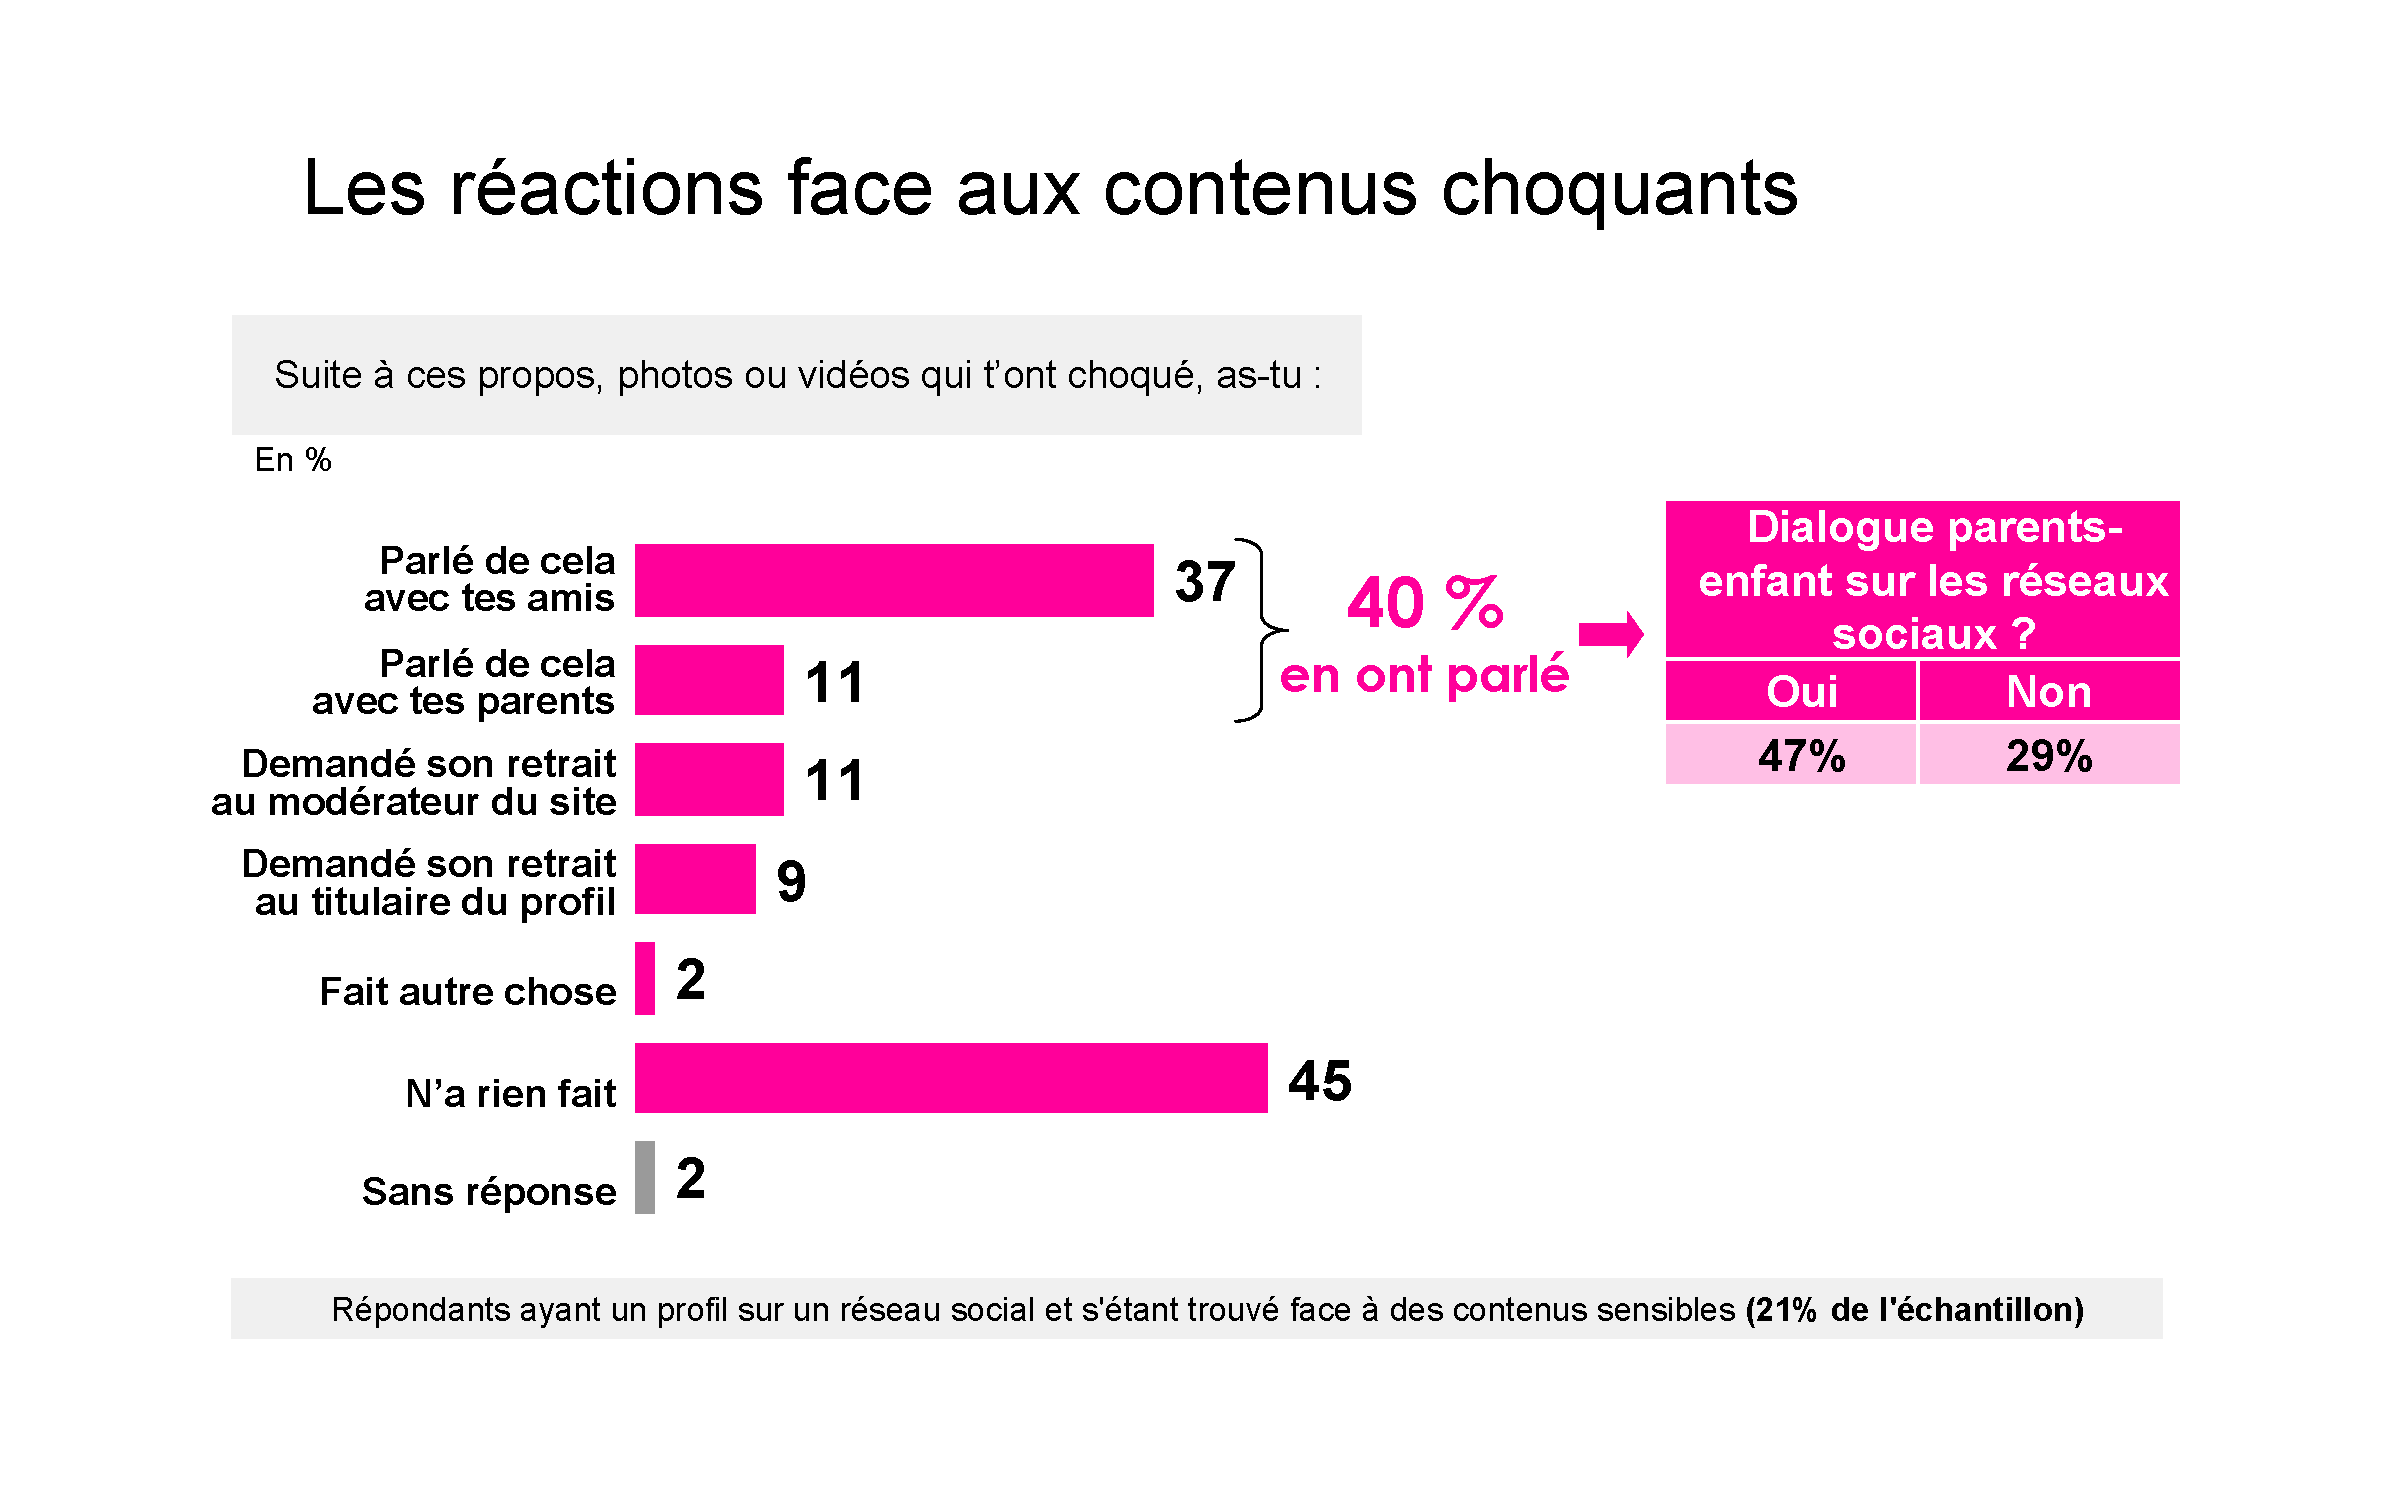 Les réactions face aux contenus choquants
Suite à ces propos, photos ou vidéos qui t’ont choqué, as-tu :
En %
Parlé de cela
avec tes amis
37
Parlé de cela
avec tes parents
11
40 %
en ont parlé
Demandé son retrait
au modérateur du site
11
Demandé son retrait
au titulaire du profil
9
Fait autre chose
2
N’a rien fait
45
Sans réponse
2
Dialogue parents-
enfant sur les réseaux
sociaux ?
Oui Non
47% 29%
Répondants ayant un profil sur un réseau social et s'étant trouvé face à des contenus sensibles (21% de l'échantillon)